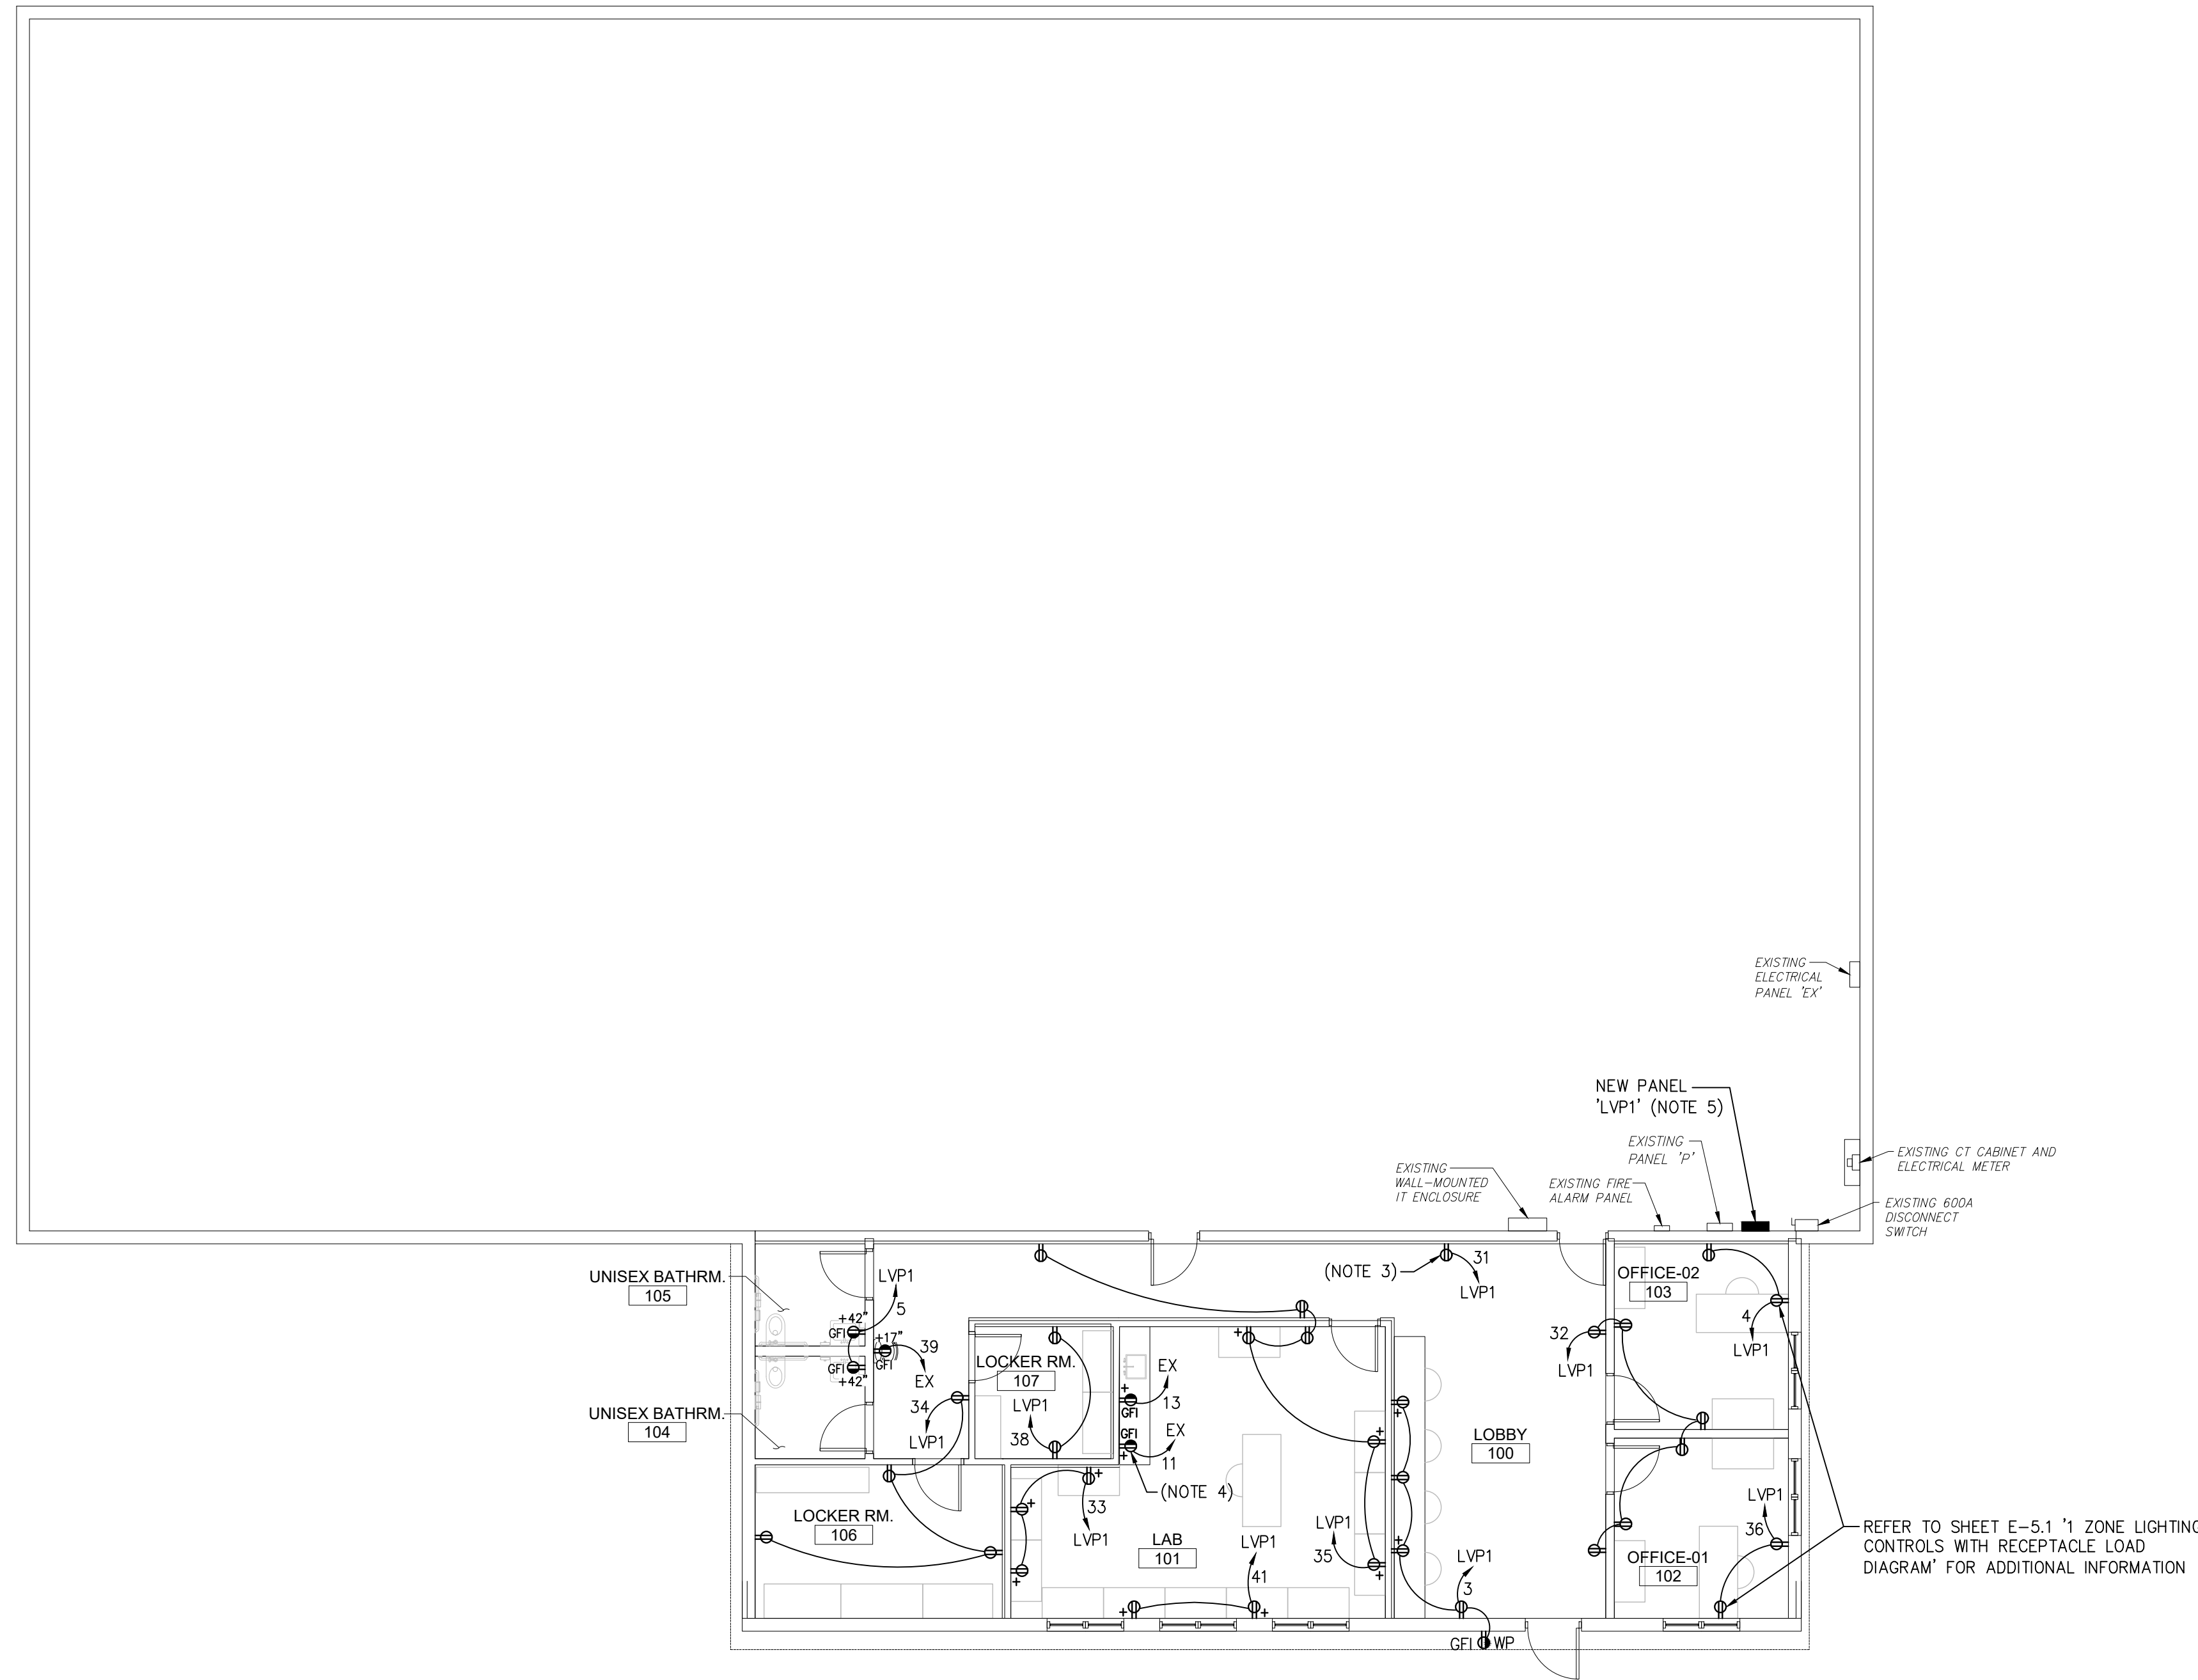 EXISTING
ELECTRICAL
PANEL 'EX'
NEW PANEL
'LVP1' (NOTE 5)
EXISTING
PANEL 'P'
EXISTING CT CABINET AND
ELECTRICAL METER
EXISTING
WALL-MOUNTED
IT ENCLOSURE
EXISTING FIRE
ALARM PANEL
EXISTING 600A
DISCONNECT
SWITCH
UNISEX BATHRM.
105
LVP1
5
+42"
GFI
GFI
+42"
+17"
GFI
39
EX
(NOTE 3)
31
LVP1
OFFICE-02
103
4
LVP1
32
LVP1
UNISEX BATHRM.
104
34
LVP1
LOCKER RM.
107
LVP1
38
+
+
EX
13
GFI
GFI
EX
+
11
(NOTE 4)
+
+
LOBBY
100
LOCKER RM.
106
+
+
+
33
LVP1
LAB
101
LVP1
41
+
+
LVP1
35
+
+
LVP1
3
GFI
WP
OFFICE-01
102
LVP1
36
REFER TO SHEET E-5.1 '1 ZONE LIGHTING
CONTROLS WITH RECEPTACLE LOAD
DIAGRAM' FOR ADDITIONAL INFORMATION